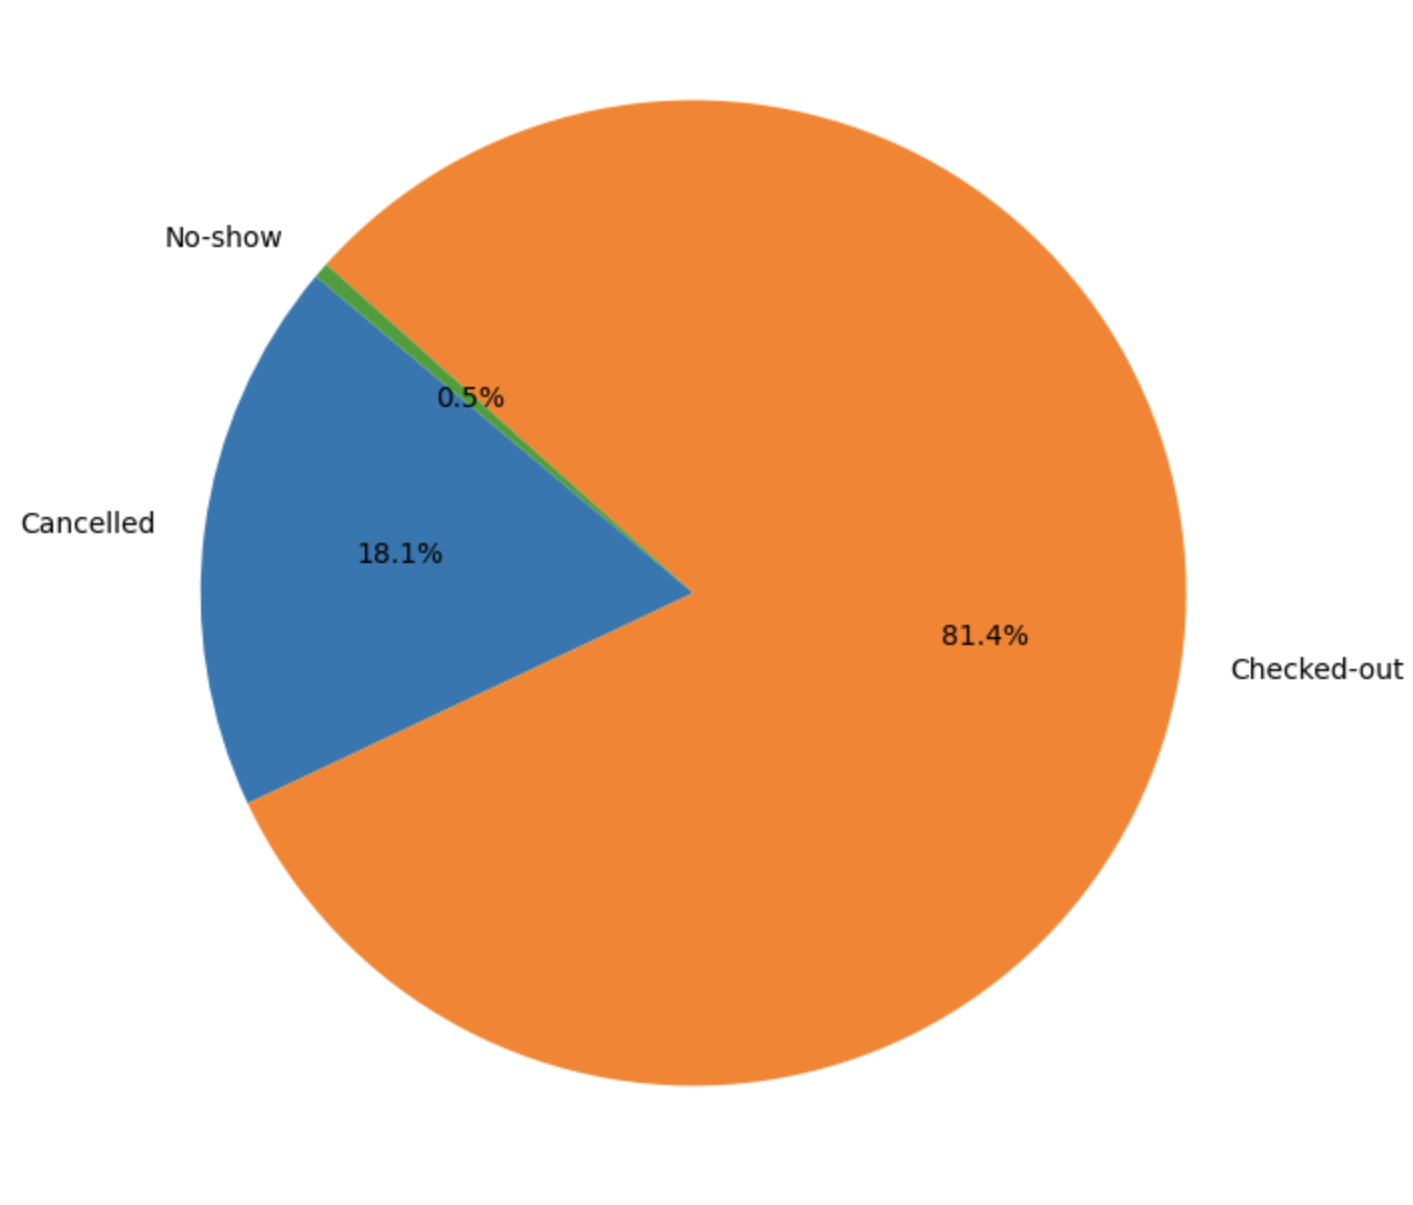 No-show
0.5%
Cancelled
18.1%
81.4%
Checked-out